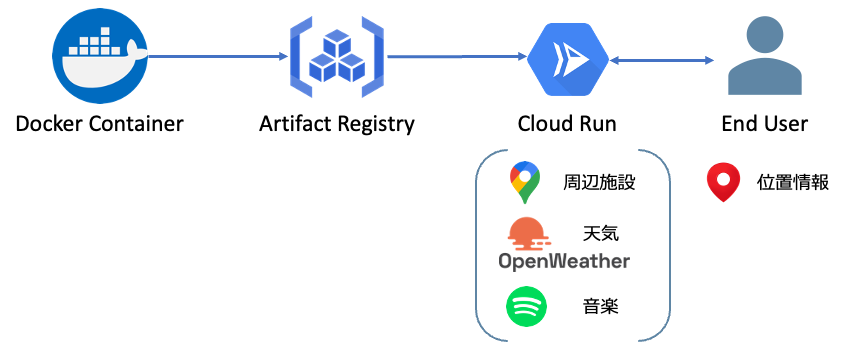 Docker Container
Artifact Registry
Cloud Run
End User
周辺施設
位置情報
天気
OpenWeather
音楽